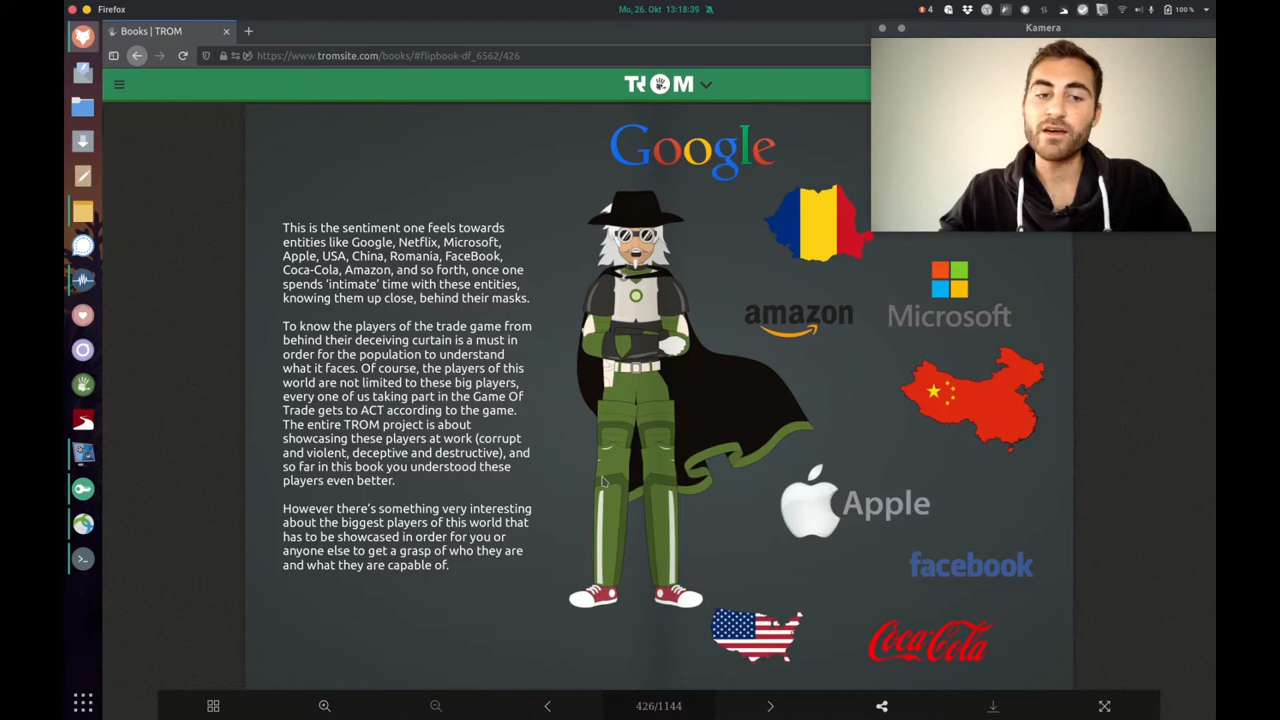 Firefox
Mo, 26. Okt 13:18:39
4
100 %
Books | TROM
Kamera
https://www.tromsite.com/books/#flipbook-df_6562/426
TROM
Google
This is the sentiment one feels towards
entities like Google, Netflix, Microsoft,
Apple, USA, China, Romania, FaceBook,
Coca-Cola, Amazon, and so forth, once one
spends ‘intimate’ time with these entities,
knowing them up close, behind their masks.
To know the players of the trade game from
behind their deceiving curtain is a must in
order for the population to understand
what it faces. Of course, the players of this
world are not limited to these big players,
every one of us taking part in the Game Of
Trade gets to ACT according to the game.
The entire TROM project is about
showcasing these players at work (corrupt
and violent, deceptive and destructive), and
so far in this book you understood these
players even better.
However there’s something very interesting
about the biggest players of this world that
has to be showcased in order for you or
anyone else to get a grasp of who they are
and what they are capable of.
amazon
Microsoft
Apple
facebook
Coca-Cola
426/1144